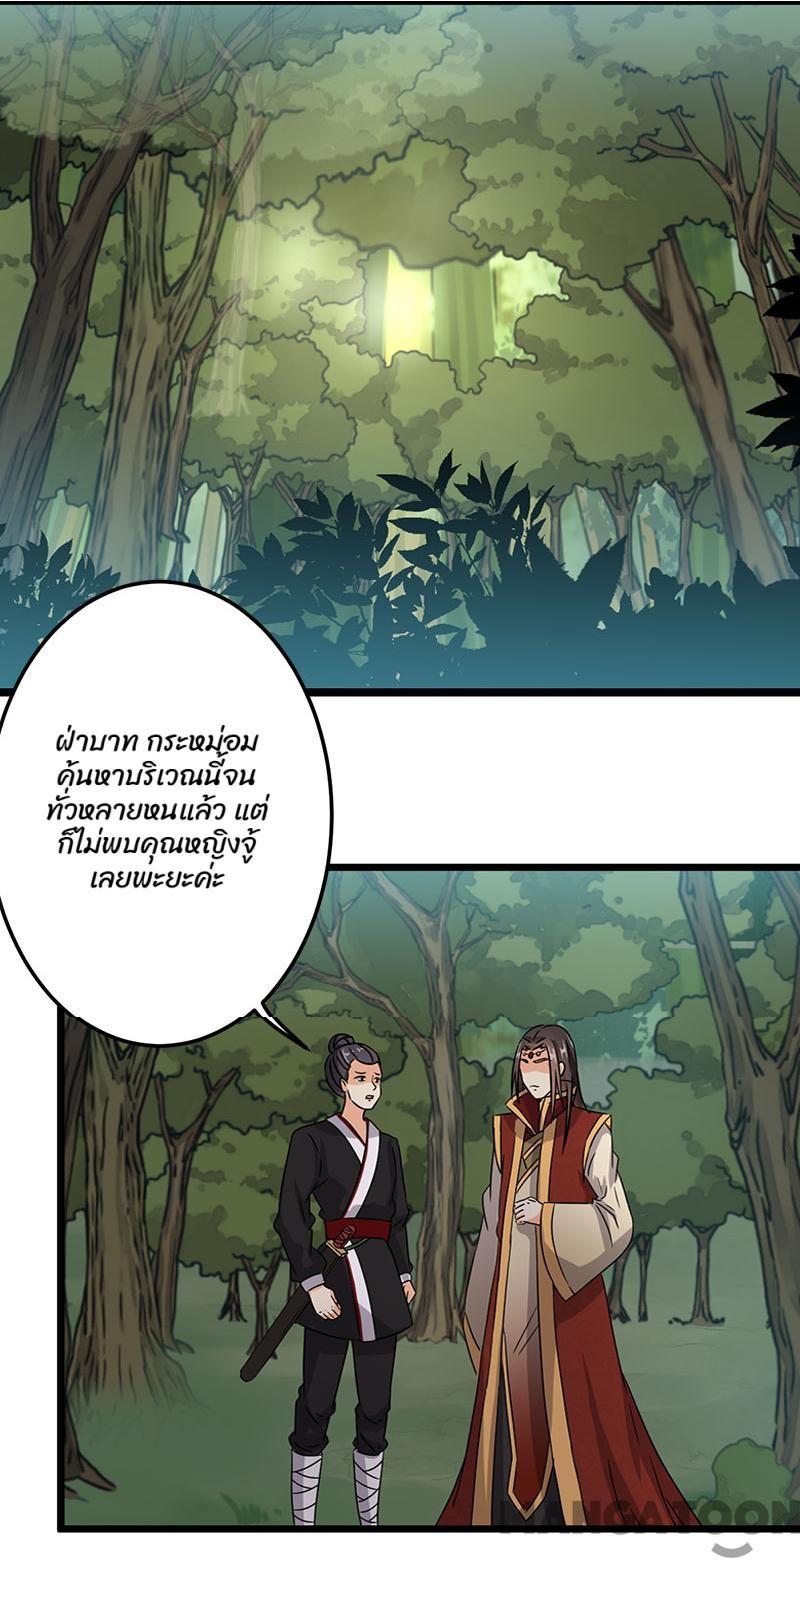 ฝ่าบาท กระหม่อม
ค้นหาบริเวณนี้จน
ทั่วหลายหนแล้ว แต่
ก็ไม่พบคุณหญิงจู้
เลยพะยะค่ะ
MANGATOON